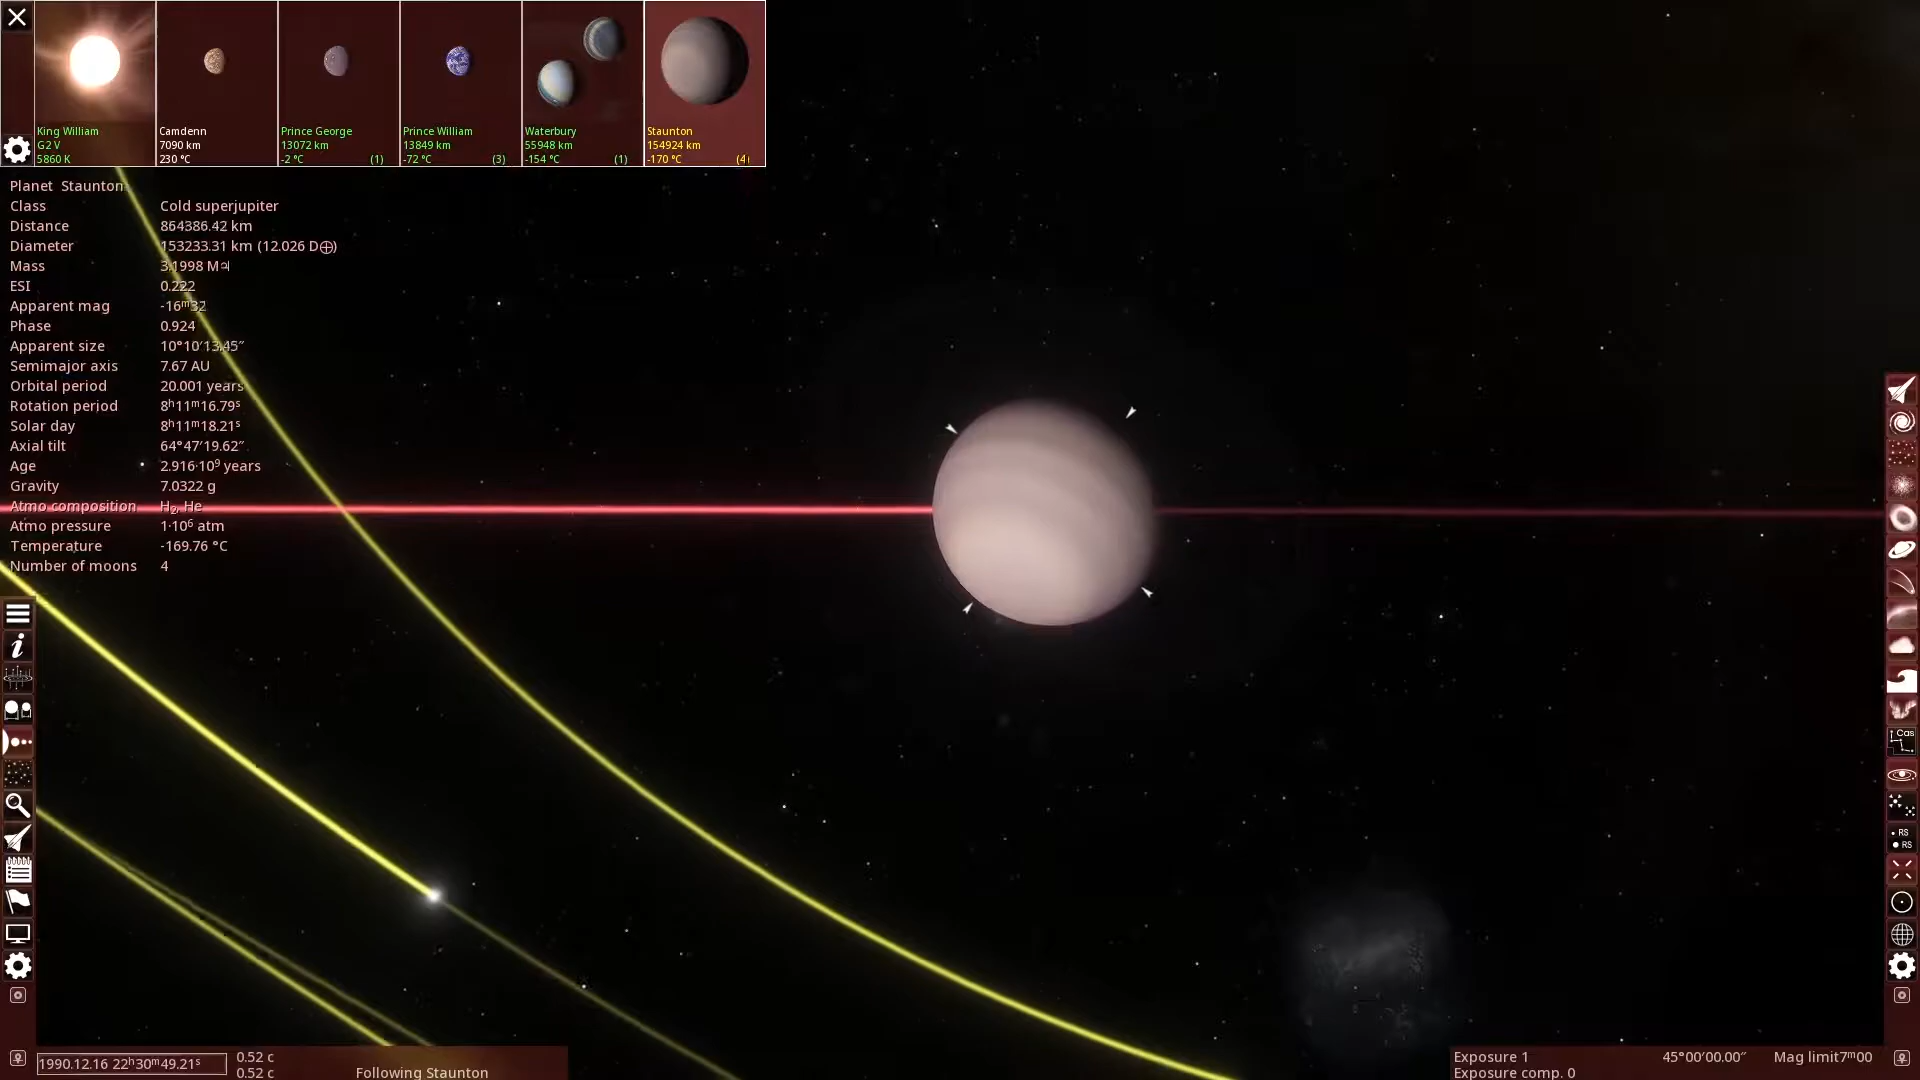 King William
G2 V
5860 K
Camdenn
7090 km
230 °C
Prince George
13072 km
-2 °C (1)
Prince William
13849 km
-72 °C (3)
Waterbury
55948 km
-154 °C (1)
Staunton
154924 km
-170 °C (4)
Planet Staunton
Class Cold superjupiter
Distance 864386.42 km
Diameter 153233.31 km (12.026 D⊕)
Mass 3.1998 M♃
ESI 0.222
Apparent mag -16ᵐ32
Phase 0.924
Apparent size 10°10′13.45″
Semimajor axis 7.67 AU
Orbital period 20.001 years
Rotation period 8ʰ11ᵐ16.79ˢ
Solar day 8ʰ11ᵐ18.21ˢ
Axial tilt 64°47′19.62″
Age 2.916·10⁹ years
Gravity 7.0322 g
Atmo composition H₂, He
Atmo pressure 1·10⁶ atm
Temperature -169.76 °C
Number of moons 4
Cas
RS
RS
1990.12.16 22ʰ30ᵐ49.21ˢ
0.52 c
0.52 c
Following Staunton
Exposure 1 45°00′00.00″ Mag limit7ᵐ00
Exposure comp. 0